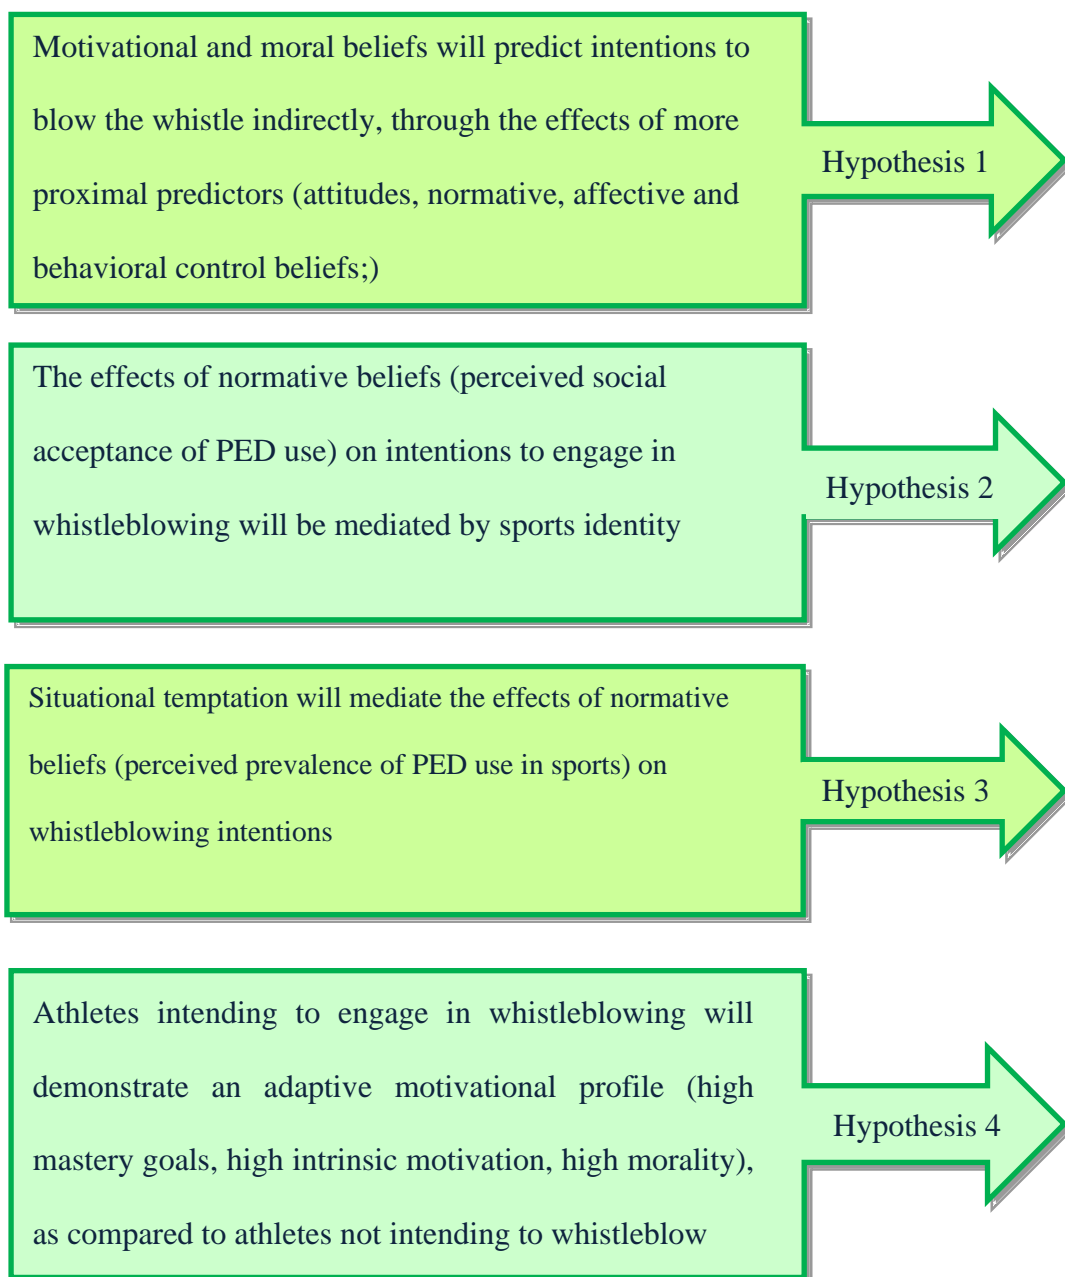 Motivational and moral beliefs will predict intentions to
blow the whistle indirectly, through the effects of more
proximal predictors (attitudes, normative, affective and
behavioral control beliefs;)
Hypothesis 1
The effects of normative beliefs (perceived social
acceptance of PED use) on intentions to engage in
whistleblowing will be mediated by sports identity
Hypothesis 2
Situational temptation will mediate the effects of normative
beliefs (perceived prevalence of PED use in sports) on
whistleblowing intentions
Hypothesis 3
Athletes intending to engage in whistleblowing will
demonstrate an adaptive motivational profile (high
mastery goals, high intrinsic motivation, high morality),
as compared to athletes not intending to whistleblow
Hypothesis 4